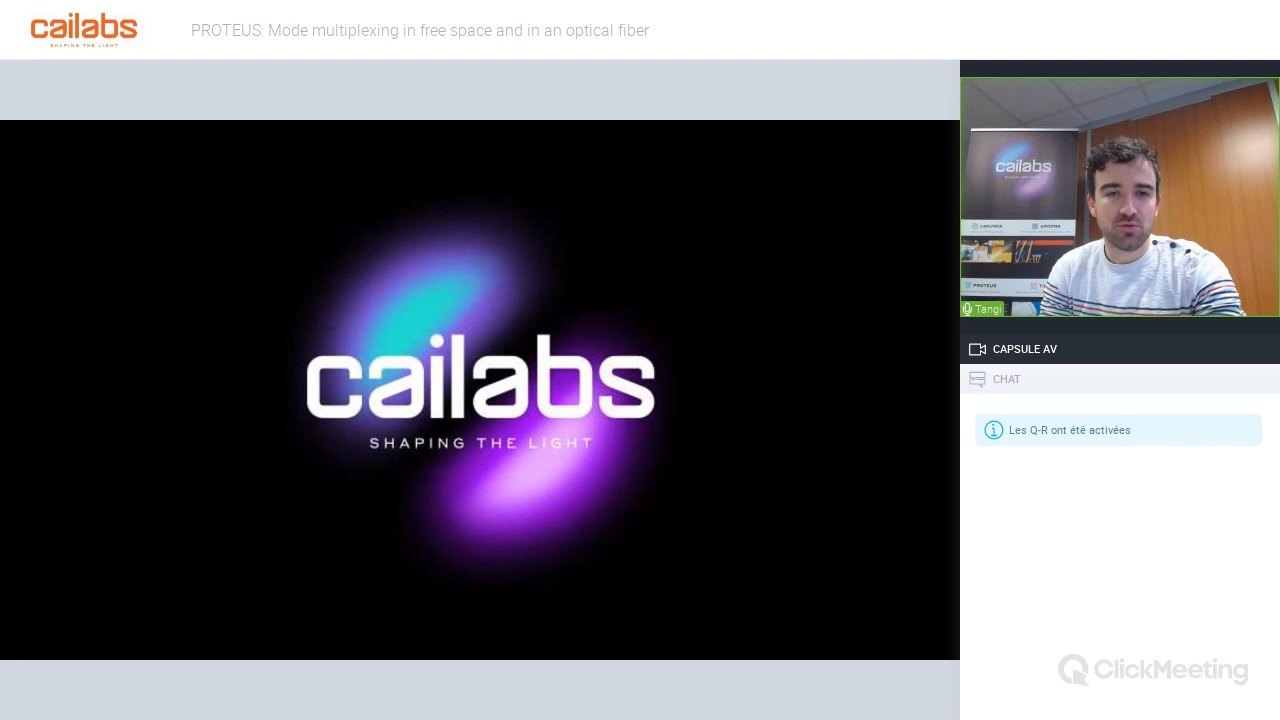 cailabs
SHAPING THE LIGHT
PROTEUS: Mode multiplexing in free space and in an optical fiber
cailabs
SHAPING THE LIGHT
cailabs
CANUNDA
AROONA
PROTEUS
Tangi
CAPSULE AV
CHAT
Les Q-R ont été activées
ClickMeeting